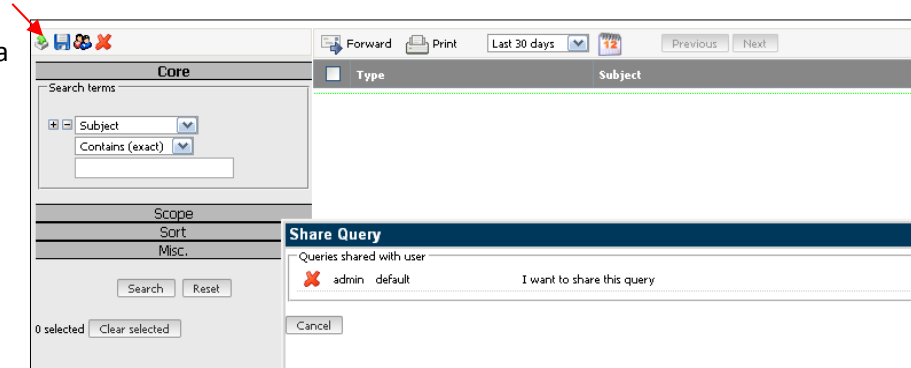 a
Forward Print Last 30 days 12 Previous Next
Core
Type Subject
Search terms
Subject
Contains (exact)
Scope
Sort
Misc.
Search Reset
0 selected Clear selected
Share Query
Queries shared with user
admin default I want to share this query
Cancel